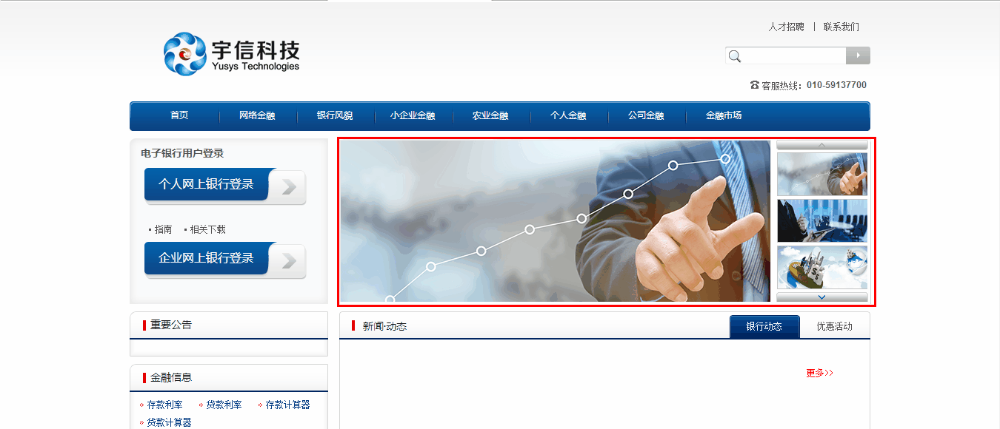 人才招聘 | 联系我们
宇信科技
Yusys Technologies
客服热线：010-59137700
首页 网络金融 银行风貌 小企业金融 农业金融 个人金融 公司金融 金融市场
电子银行用户登录
个人网上银行登录
指南 相关下载
企业网上银行登录
重要公告
新闻·动态 银行动态 优惠活动
更多>>
金融信息
存款利率 贷款利率 存款计算器
贷款计算器